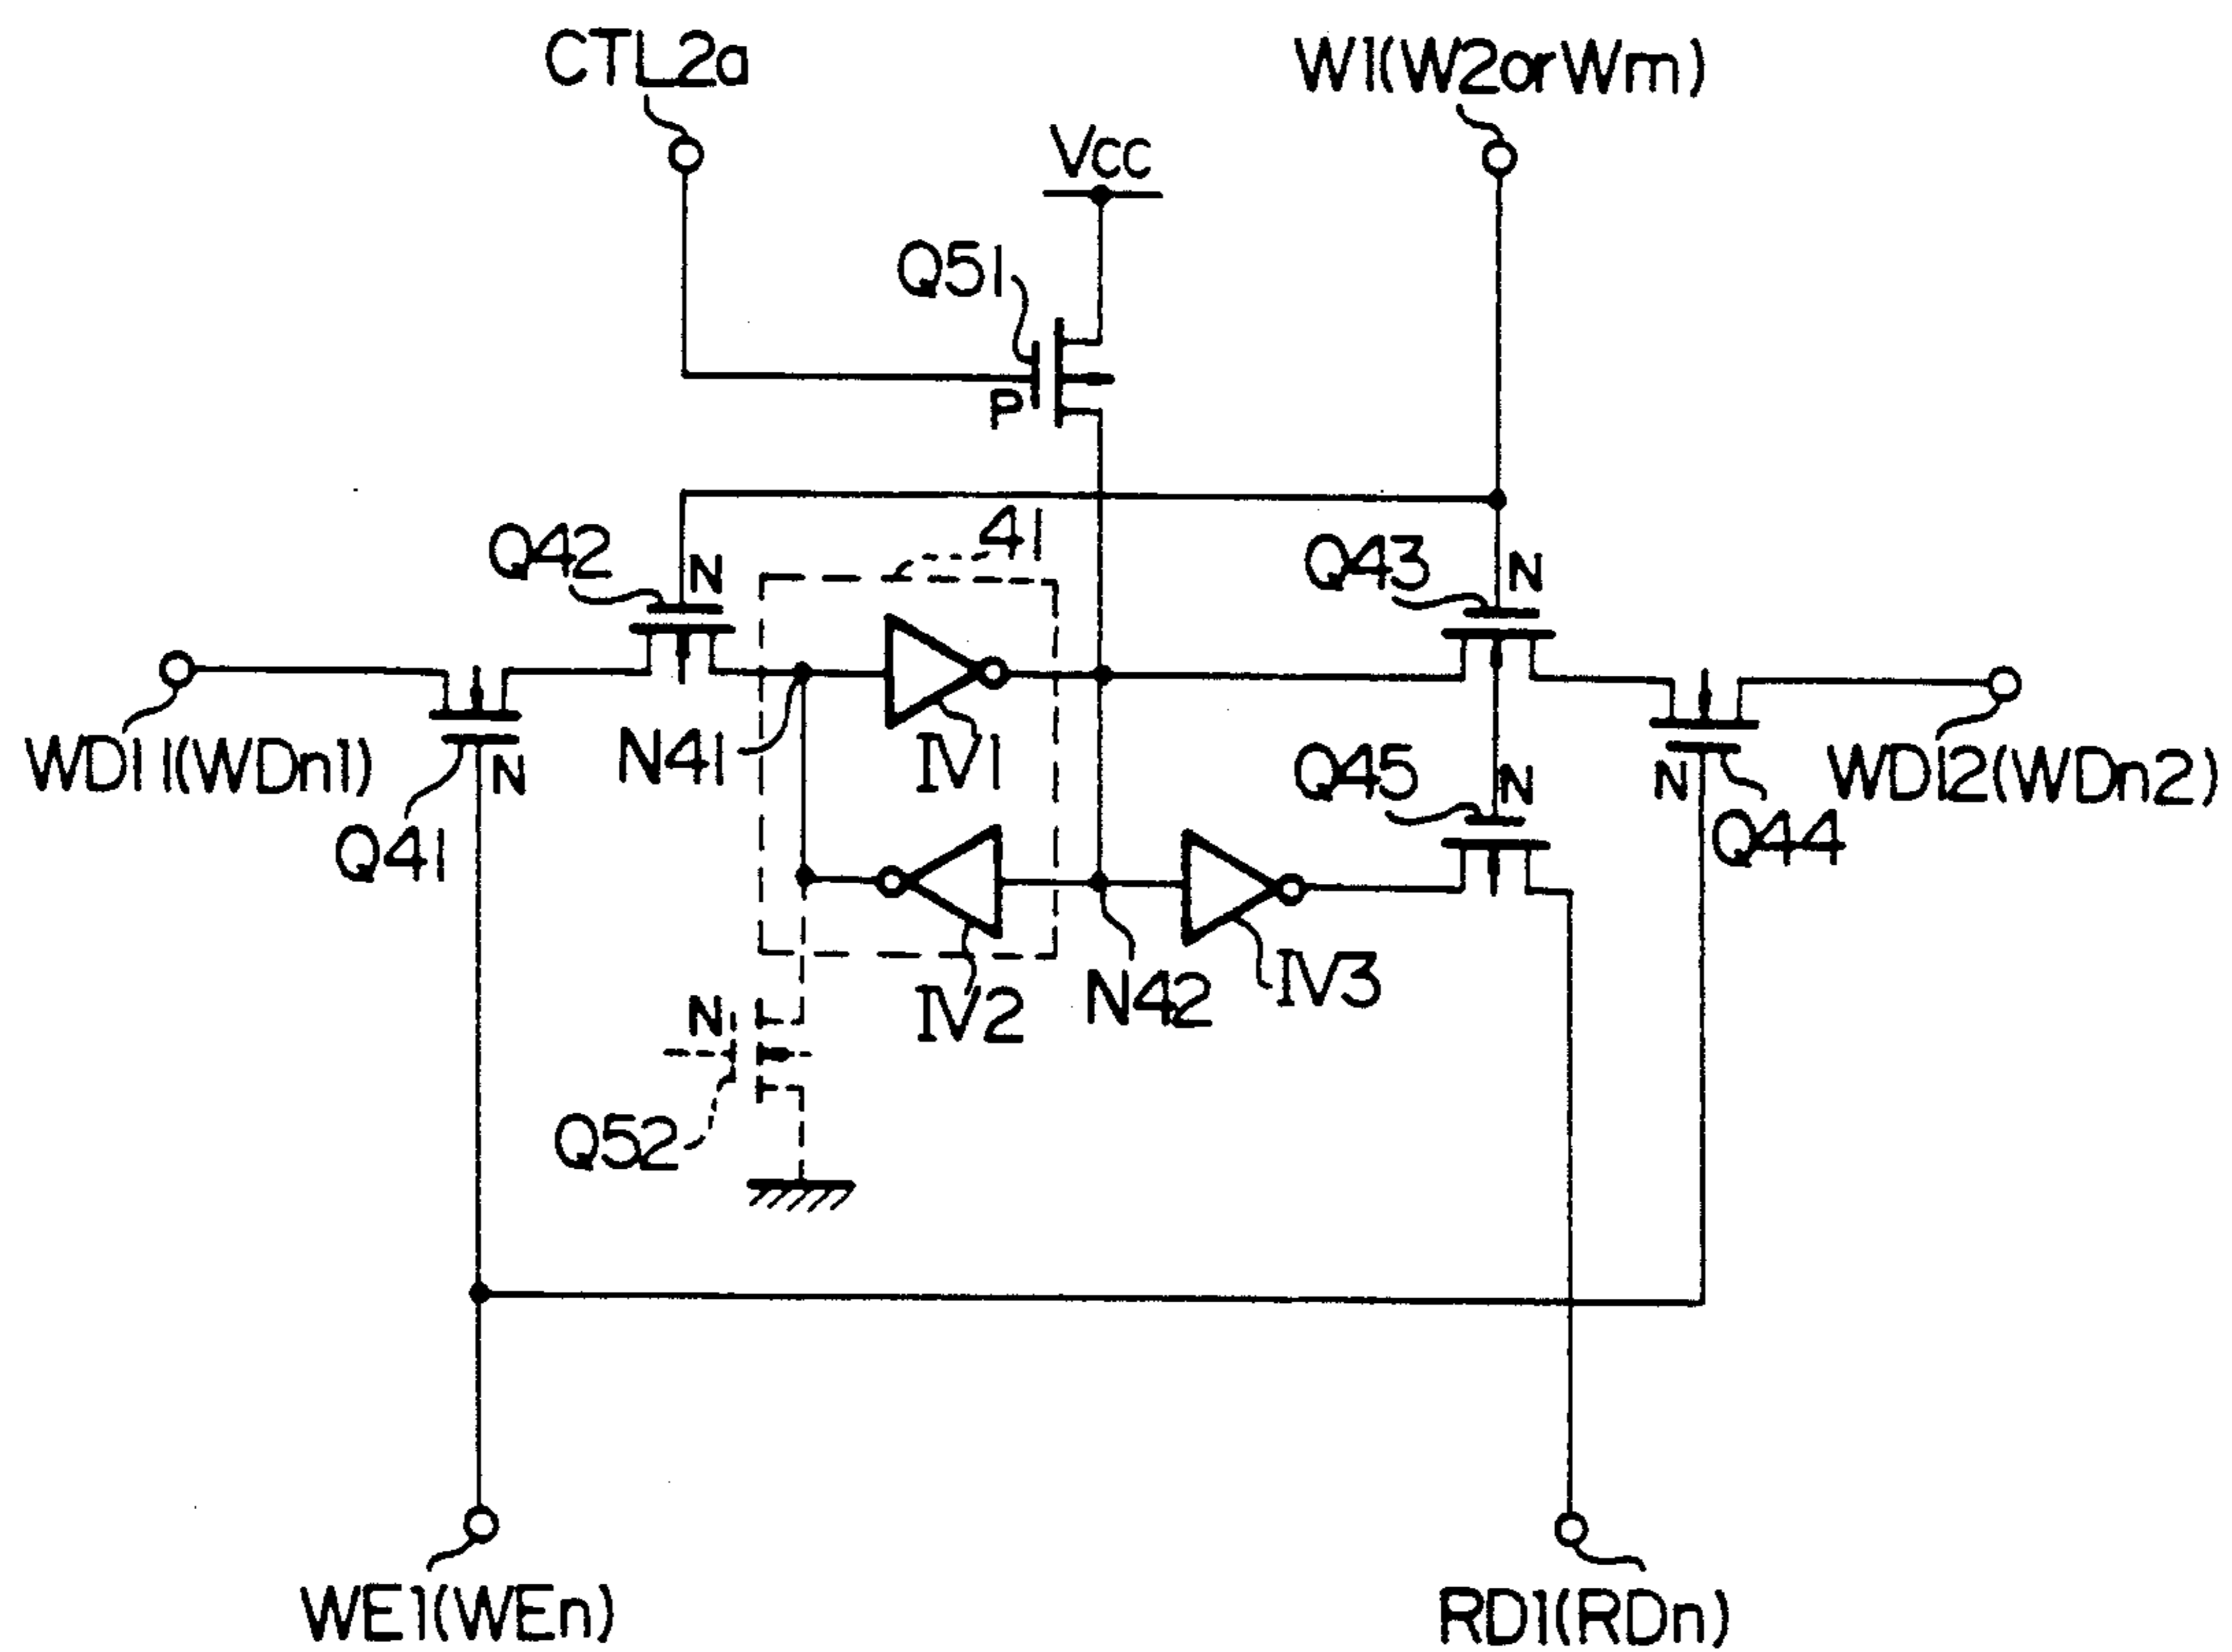 CTL2a
W1(W2orWm)
Vcc
Q51
P
Q42
N
41
Q43
N
WD11(WDn1)
N
Q41
N41
IV1
Q45
N
N
WD12(WDn2)
Q44
N
IV2
N42
IV3
Q52
WE1(WEn)
RD1(RDn)